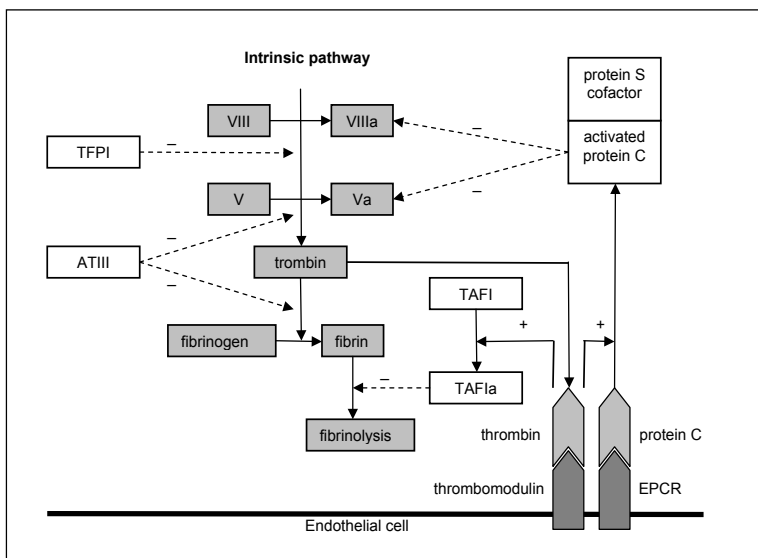 Intrinsic pathway
protein S
cofactor
VIII
VIIIa
–
activated
protein C
TFPI
–
V
Va
–
–
ATIII
–
trombin
TAFI
+
+
fibrinogen
fibrin
–
TAFIa
thrombin
protein C
fibrinolysis
thrombomodulin
EPCR
Endothelial cell